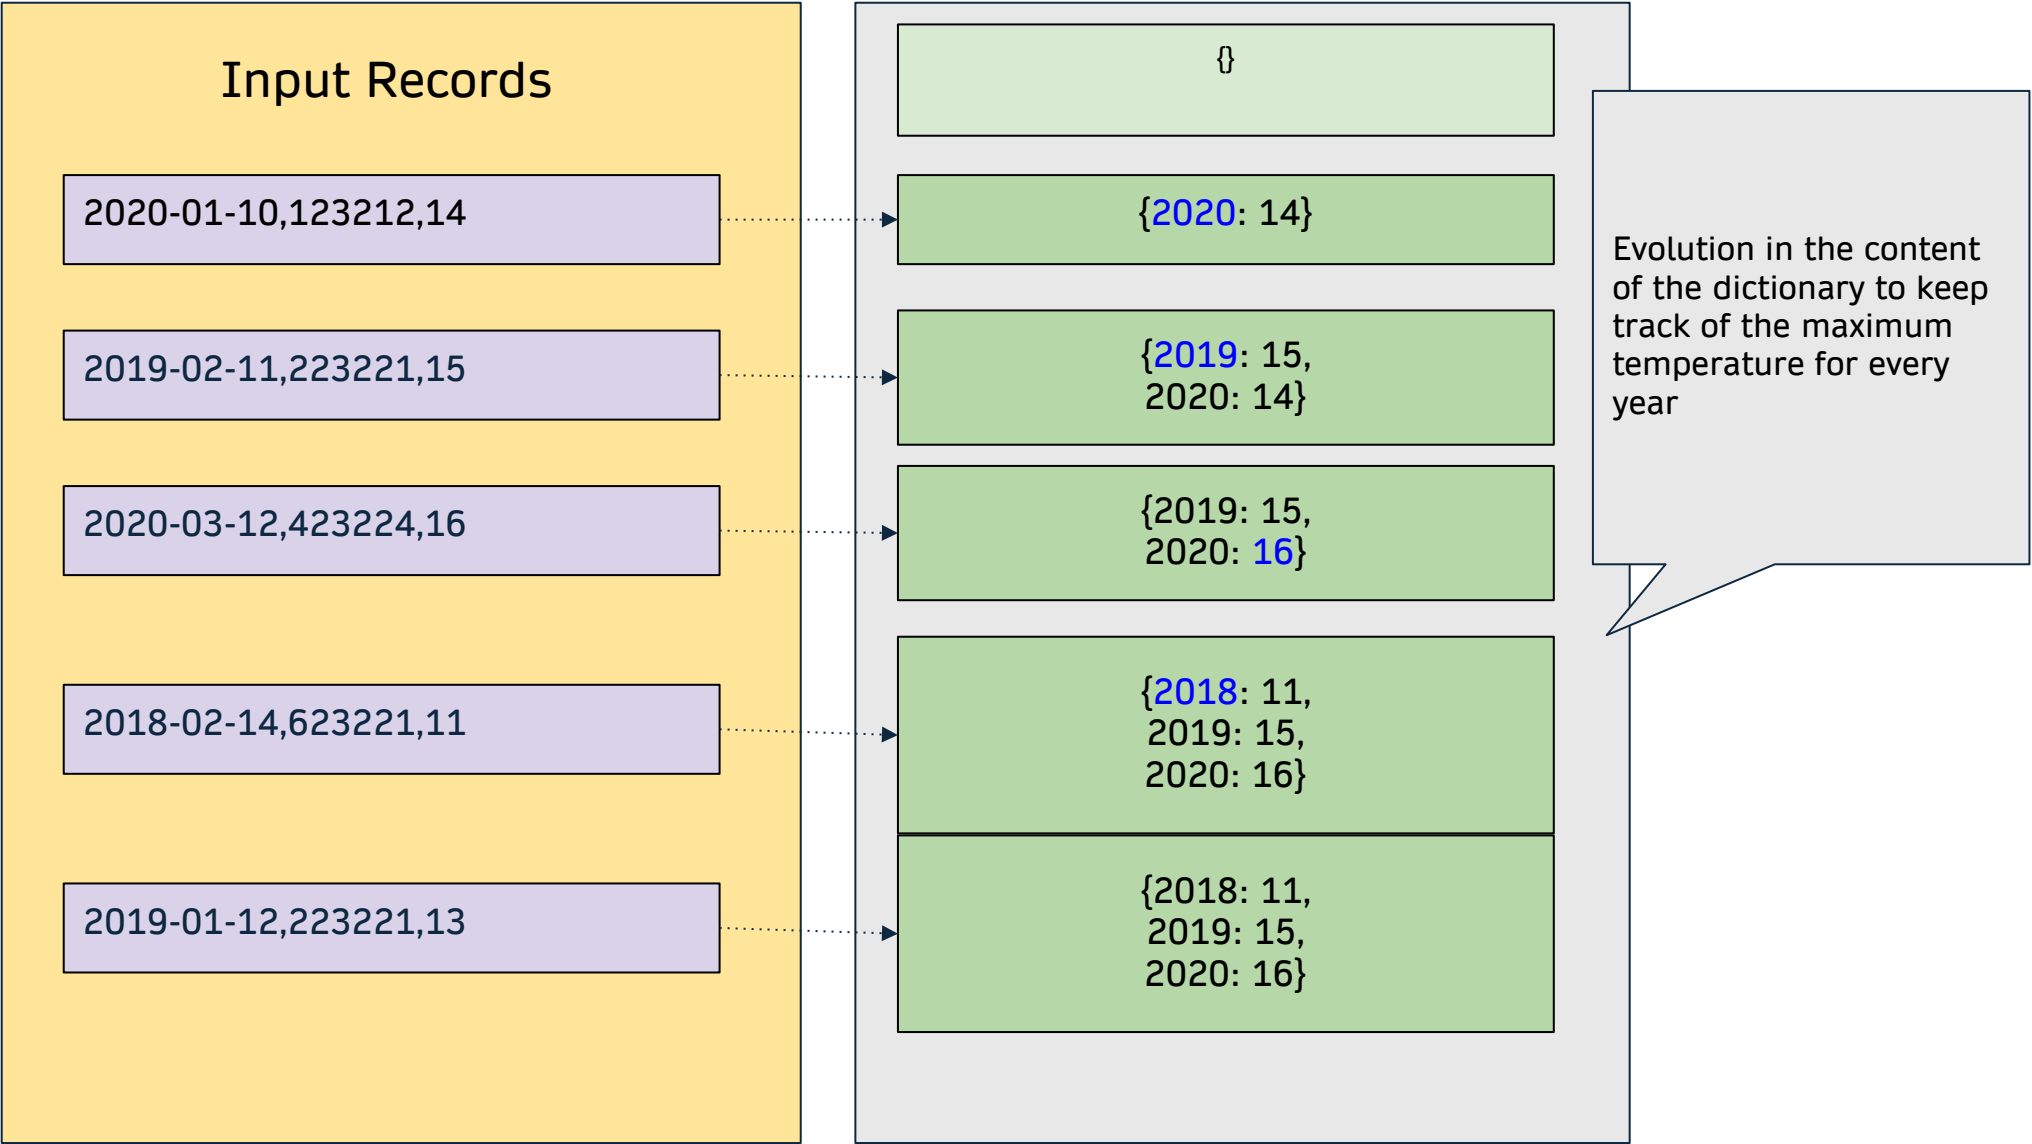 Input Records
{}
2020-01-10,123212,14
{2020: 14}
2019-02-11,223221,15
{2019: 15,
2020: 14}
2020-03-12,423224,16
{2019: 15,
2020: 16}
2018-02-14,623221,11
{2018: 11,
2019: 15,
2020: 16}
2019-01-12,223221,13
{2018: 11,
2019: 15,
2020: 16}
Evolution in the content
of the dictionary to keep
track of the maximum
temperature for every
year